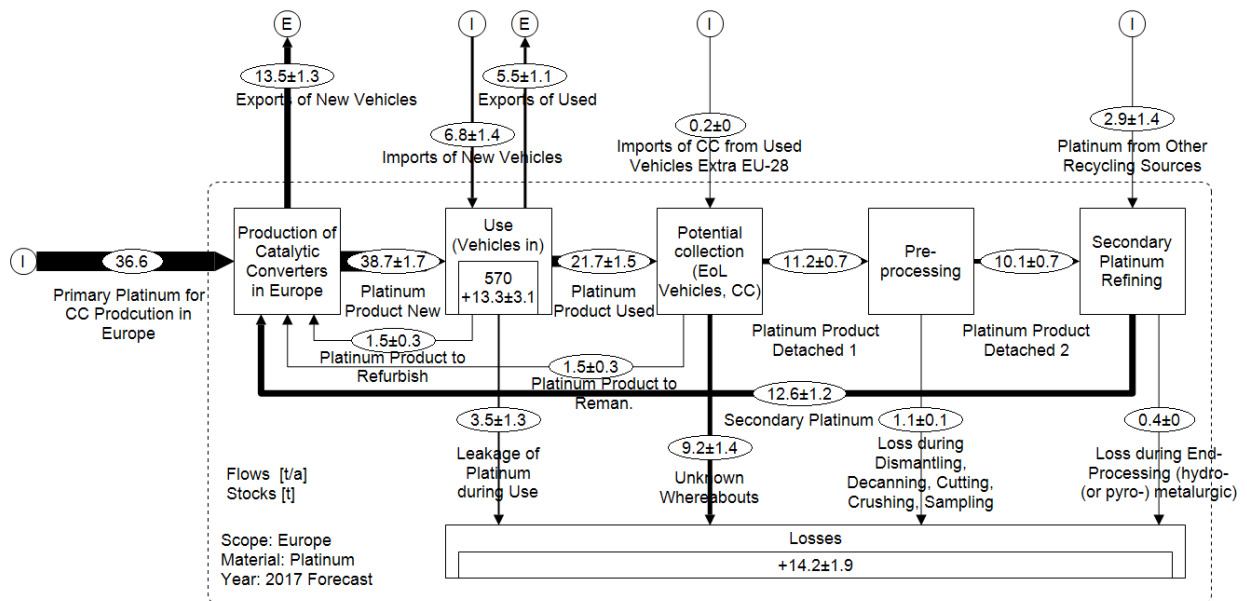 E
I
E
I
I
13.5±1.3
Exports of New Vehicles
5.5±1.1
Exports of Used
6.8±1.4
Imports of New Vehicles
0.2±0
Imports of CC from Used
Vehicles Extra EU-28
2.9±1.4
Platinum from Other
Recycling Sources
I
36.6
Primary Platinum for
CC Prodcution in
Europe
Production of
Catalytic
Converters
in Europe
38.7±1.7
Platinum
Product New
Use
(Vehicles in)
570
+13.3±3.1
21.7±1.5
Platinum
Product Used
Potential
collection
(EoL
Vehicles, CC)
11.2±0.7
Platinum Product
Detached 1
Pre-
processing
10.1±0.7
Platinum Product
Detached 2
Secondary
Platinum
Refining
1.5±0.3
Platinum Product to
Refurbish
1.5±0.3
Platinum Product to
Reman.
12.6±1.2
Secondary Platinum
3.5±1.3
Leakage of
Platinum
during Use
9.2±1.4
Unknown
Whereabouts
1.1±0.1
Loss during
Dismantling,
Decanning, Cutting,
Crushing, Sampling
0.4±0
Loss during End-
Processing (hydro-
(or pyro-) metalurgic)
Flows [t/a]
Stocks [t]
Scope: Europe
Material: Platinum
Year: 2017 Forecast
Losses
+14.2±1.9